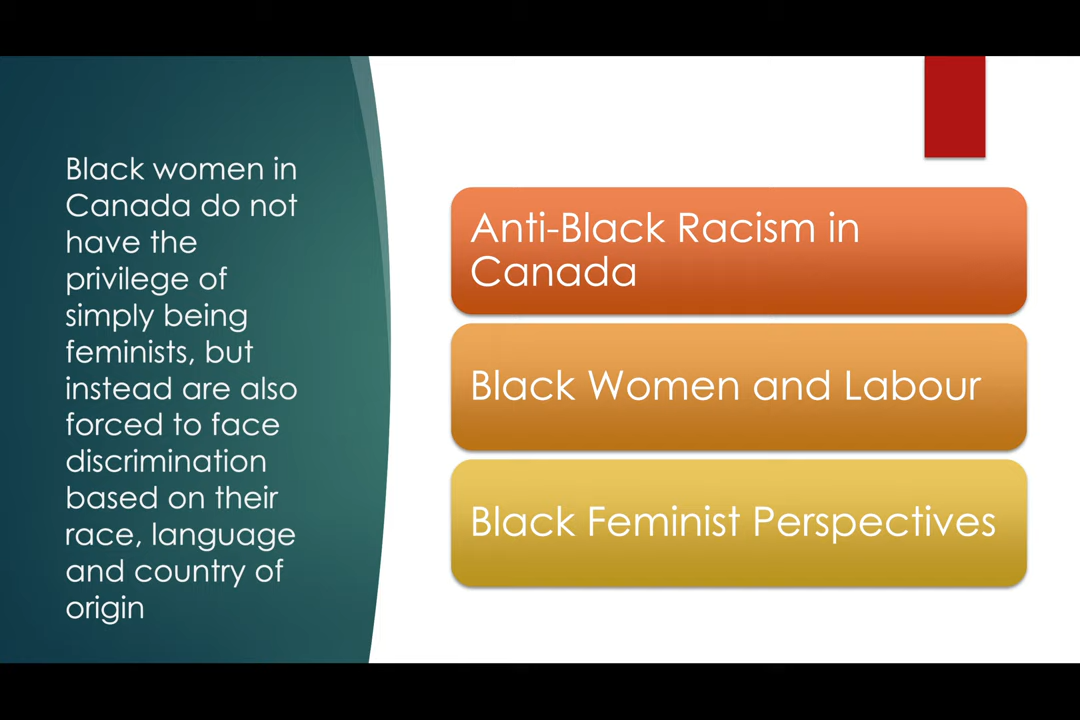 Black women in
Canada do not
have the
privilege of
simply being
feminists, but
instead are also
forced to face
discrimination
based on their
race, language
and country of
origin
Anti-Black Racism in
Canada
Black Women and Labour
Black Feminist Perspectives